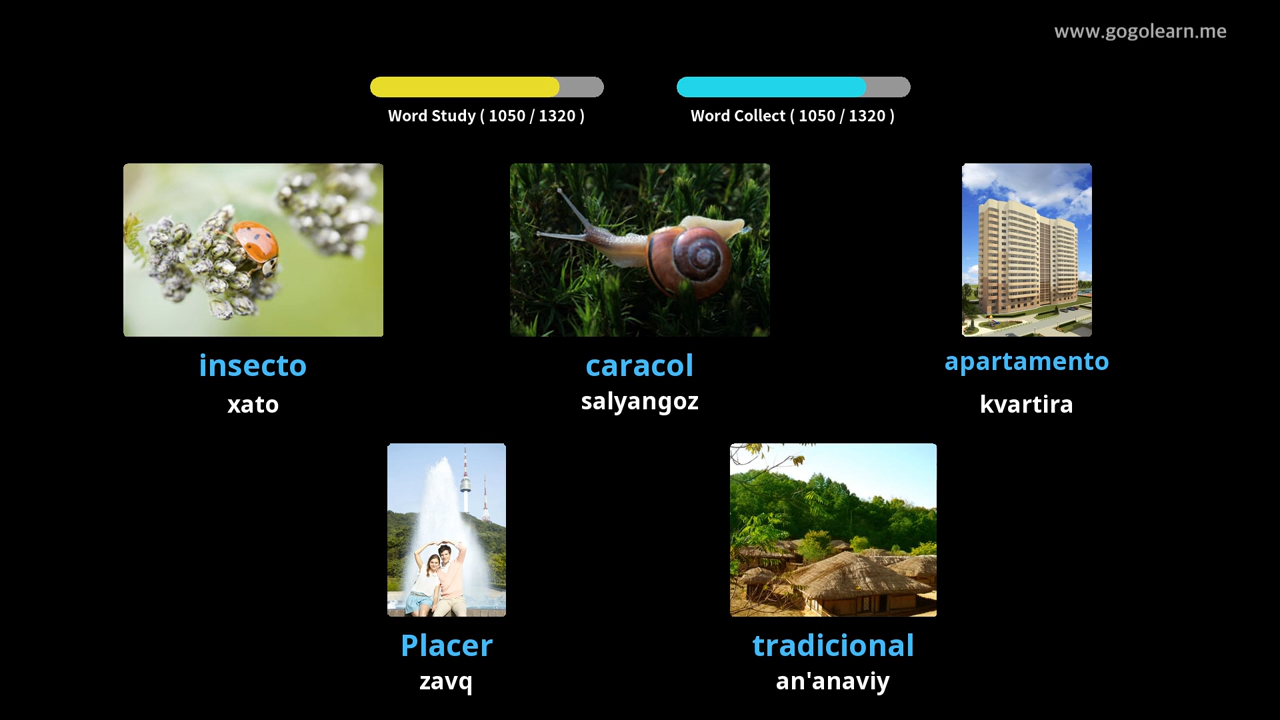 www.gogolearn.me
Word Study ( 1050 / 1320 )
Word Collect ( 1050 / 1320 )
insecto
xato
caracol
salyangoz
apartamento
kvartira
Placer
zavq
tradicional
an'anaviy